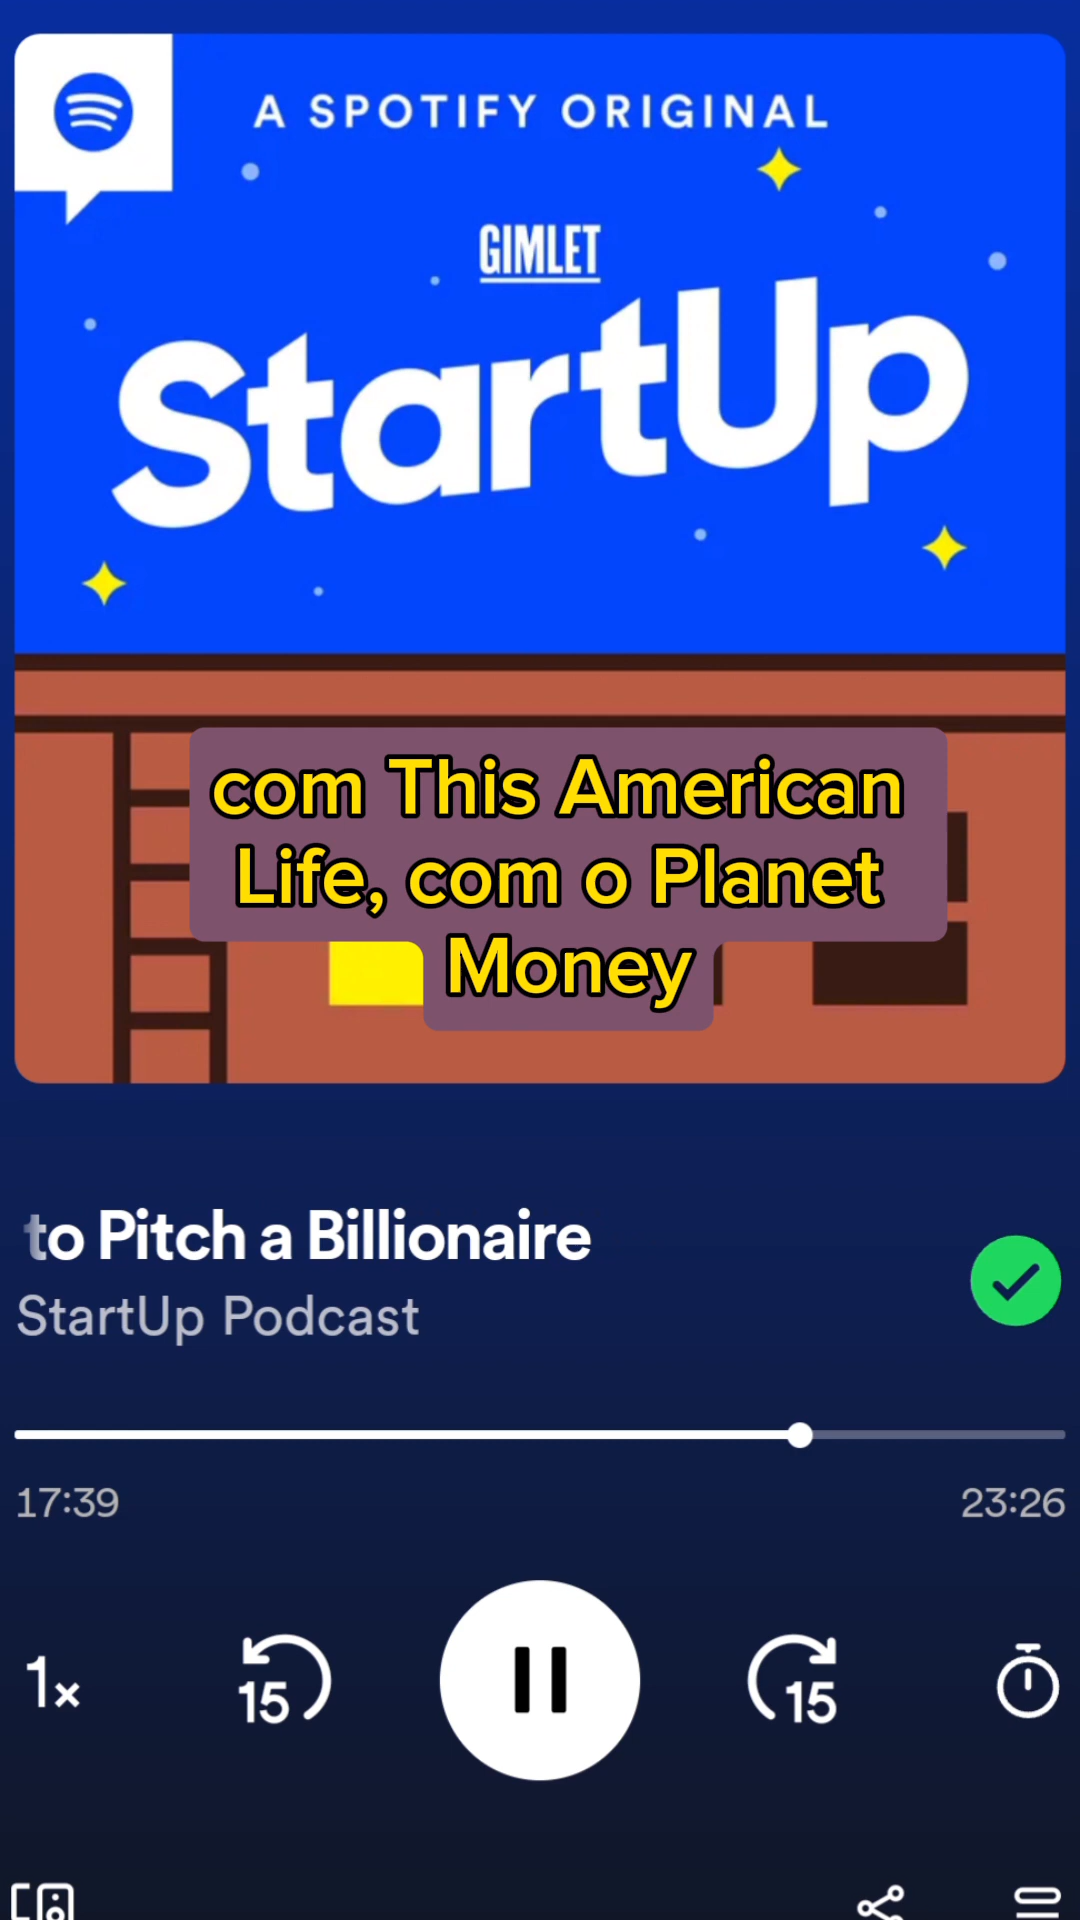 A SPOTIFY ORIGINAL
GIMLET
StartUp
com This American
Life, com o Planet
Money
to Pitch a Billionaire
StartUp Podcast
17:39
23:26
1×
15
15